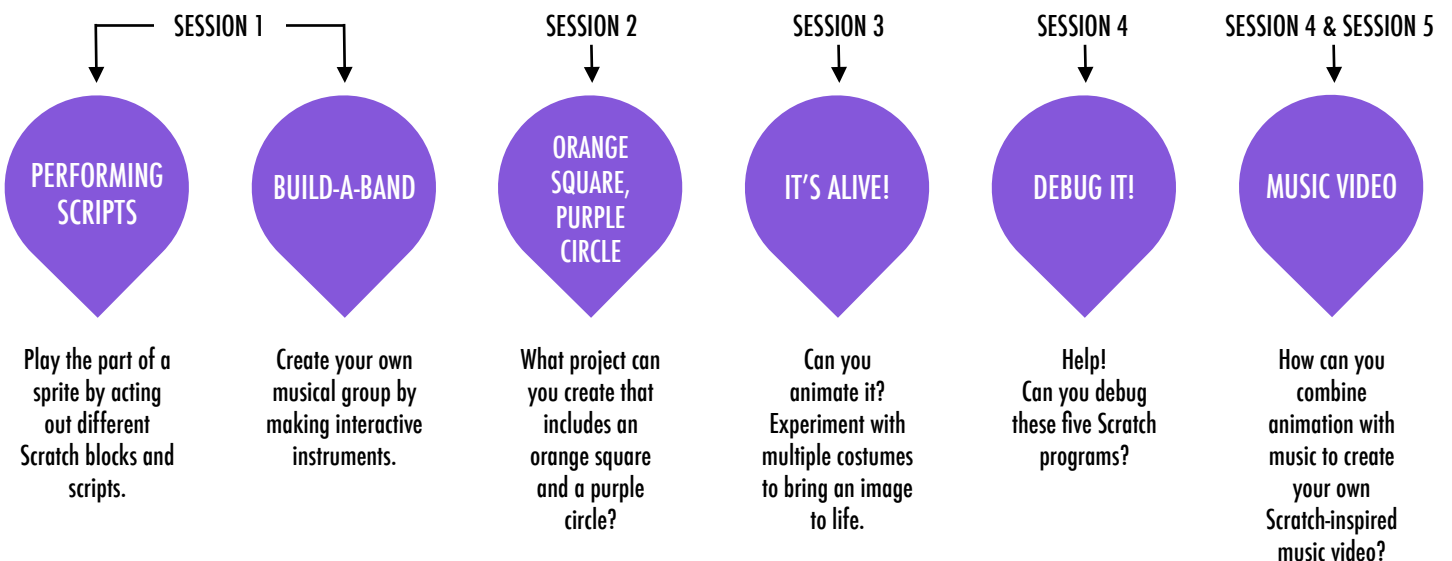 SESSION 1
PERFORMING
SCRIPTS
Play the part of a
sprite by acting
out different
Scratch blocks and
scripts.
BUILD-A-BAND
Create your own
musical group by
making interactive
instruments.
SESSION 2
ORANGE
SQUARE,
PURPLE
CIRCLE
What project can
you create that
includes an
orange square
and a purple
circle?
SESSION 3
IT'S ALIVE!
Can you
animate it?
Experiment with
multiple costumes
to bring an image
to life.
SESSION 4
DEBUG IT!
Help!
Can you debug
these five Scratch
programs?
SESSION 4 & SESSION 5
MUSIC VIDEO
How can you
combine
animation with
music to create
your own
Scratch-inspired
music video?